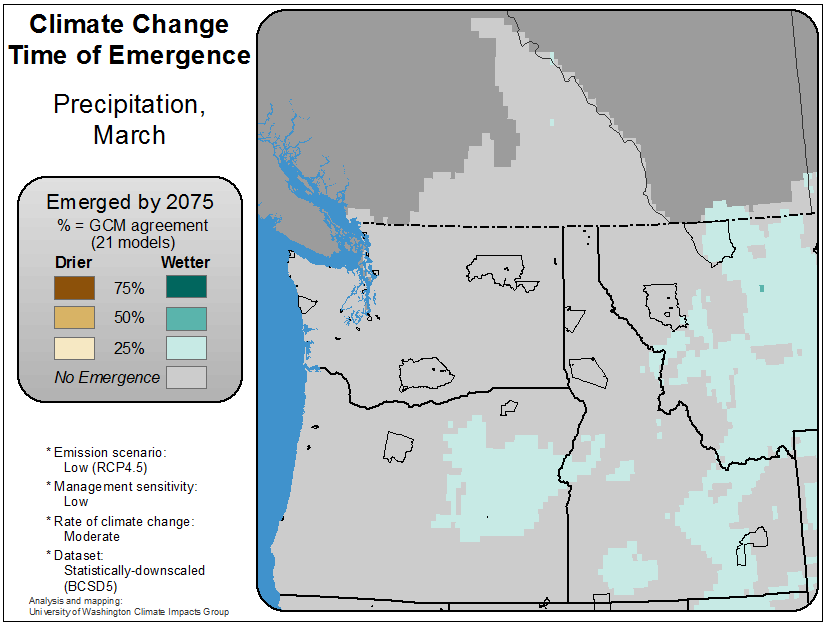 Climate Change
Time of Emergence
Precipitation,
March
Emerged by 2075
% = GCM agreement
(21 models)
Drier Wetter
75%
50%
25%
No Emergence
* Emission scenario:
Low (RCP4.5)
* Management sensitivity:
Low
* Rate of climate change:
Moderate
* Dataset:
Statistically-downscaled
(BCSD5)
Analysis and mapping:
University of Washington Climate Impacts Group